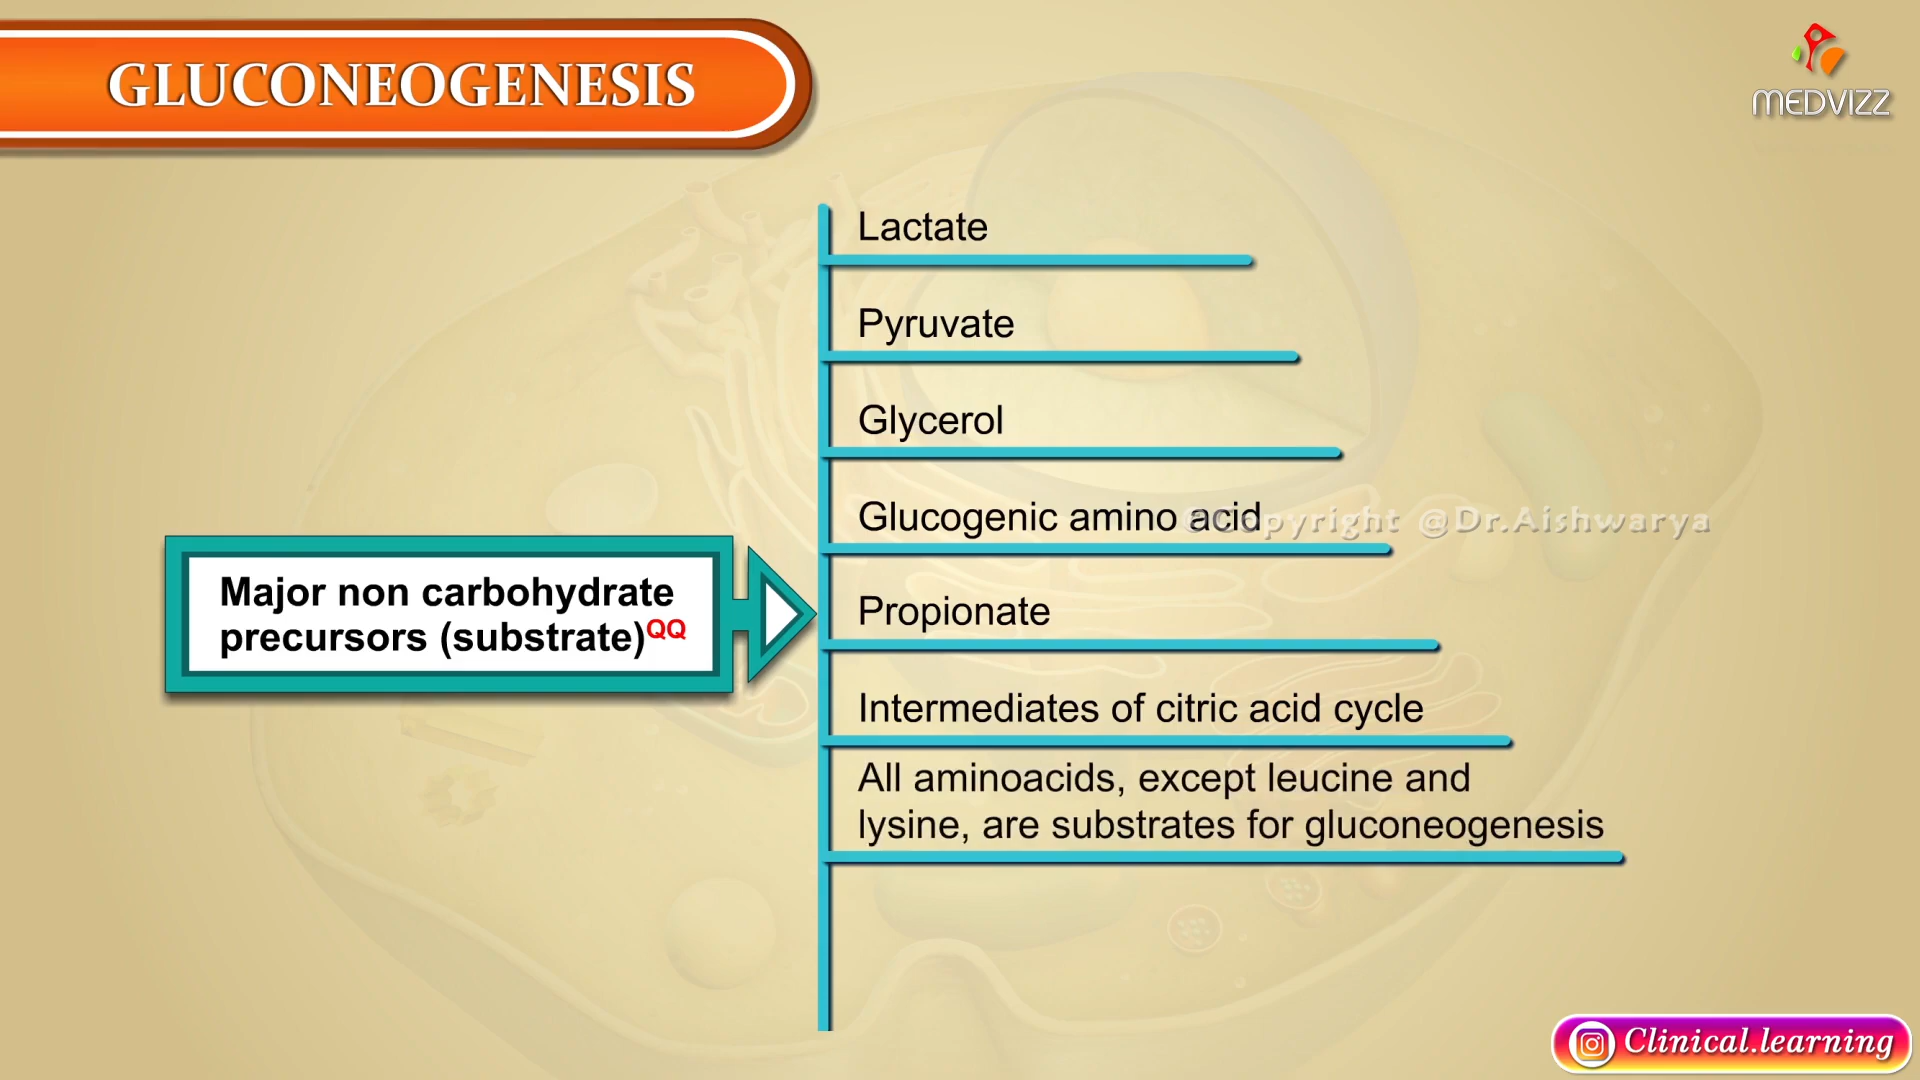 GLUCONEOGENESIS
MEDVIZZ
Lactate
Pyruvate
Glycerol
Glucogenic amino acid
©Copyright @Dr.Aishwarya
Major non carbohydrate
precursors (substrate)QQ
Propionate
Intermediates of citric acid cycle
All aminoacids, except leucine and
lysine, are substrates for gluconeogenesis
Clinical.learning